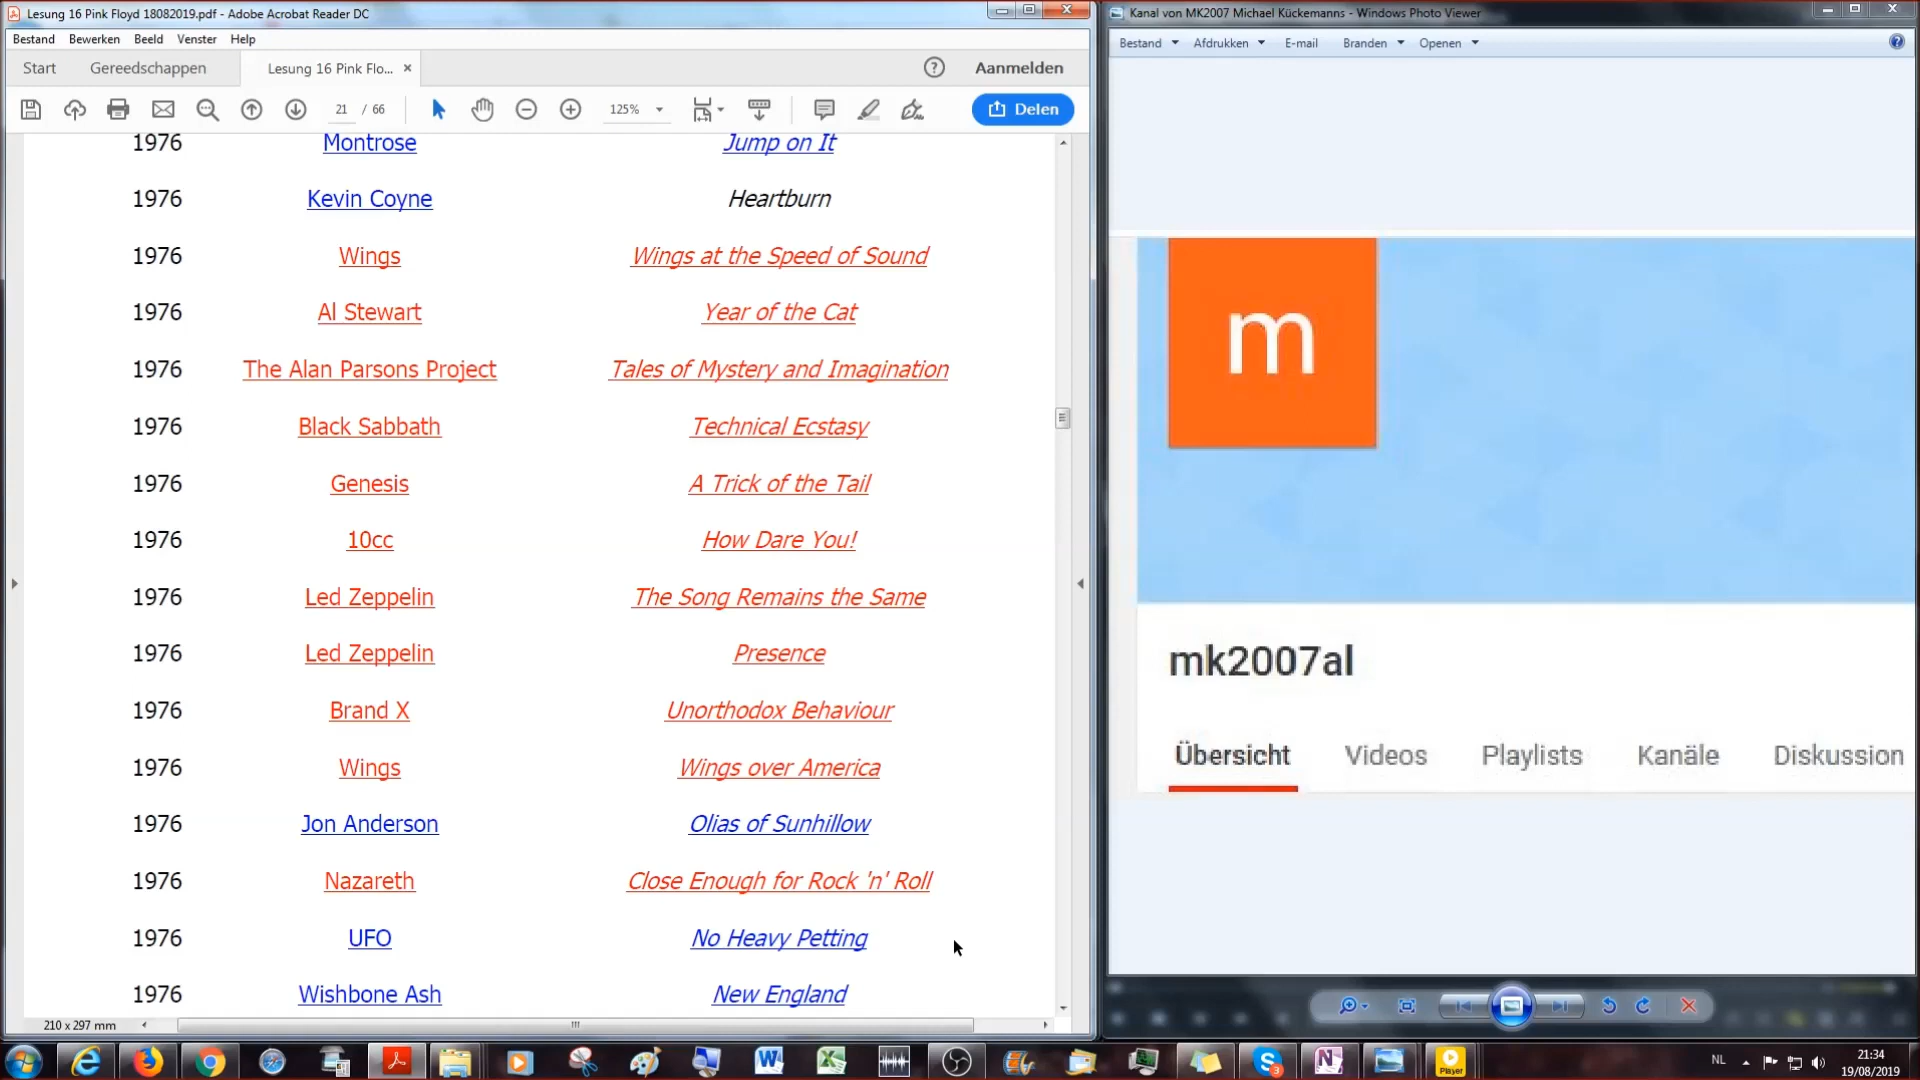 Lesung 16 Pink Floyd 18082019.pdf - Adobe Acrobat Reader DC
Bestand Bewerken Beeld Venster Help
Start Gereedschappen Lesung 16 Pink Flo... × Aanmelden
21 / 66 125% Delen
1976 Montrose Jump on It
1976 Kevin Coyne Heartburn
1976 Wings Wings at the Speed of Sound
1976 Al Stewart Year of the Cat
1976 The Alan Parsons Project Tales of Mystery and Imagination
1976 Black Sabbath Technical Ecstasy
1976 Genesis A Trick of the Tail
1976 10cc How Dare You!
1976 Led Zeppelin The Song Remains the Same
1976 Led Zeppelin Presence
1976 Brand X Unorthodox Behaviour
1976 Wings Wings over America
1976 Jon Anderson Olias of Sunhillow
1976 Nazareth Close Enough for Rock 'n' Roll
1976 UFO No Heavy Petting
1976 Wishbone Ash New England
210 x 297 mm
Kanal von MK2007 Michael Kückemanns - Windows Photo Viewer
Bestand Afdrukken E-mail Branden Openen
m
mk2007al
Übersicht Videos Playlists Kanäle Diskussion
NL 21:34
19/08/2019
Player
3